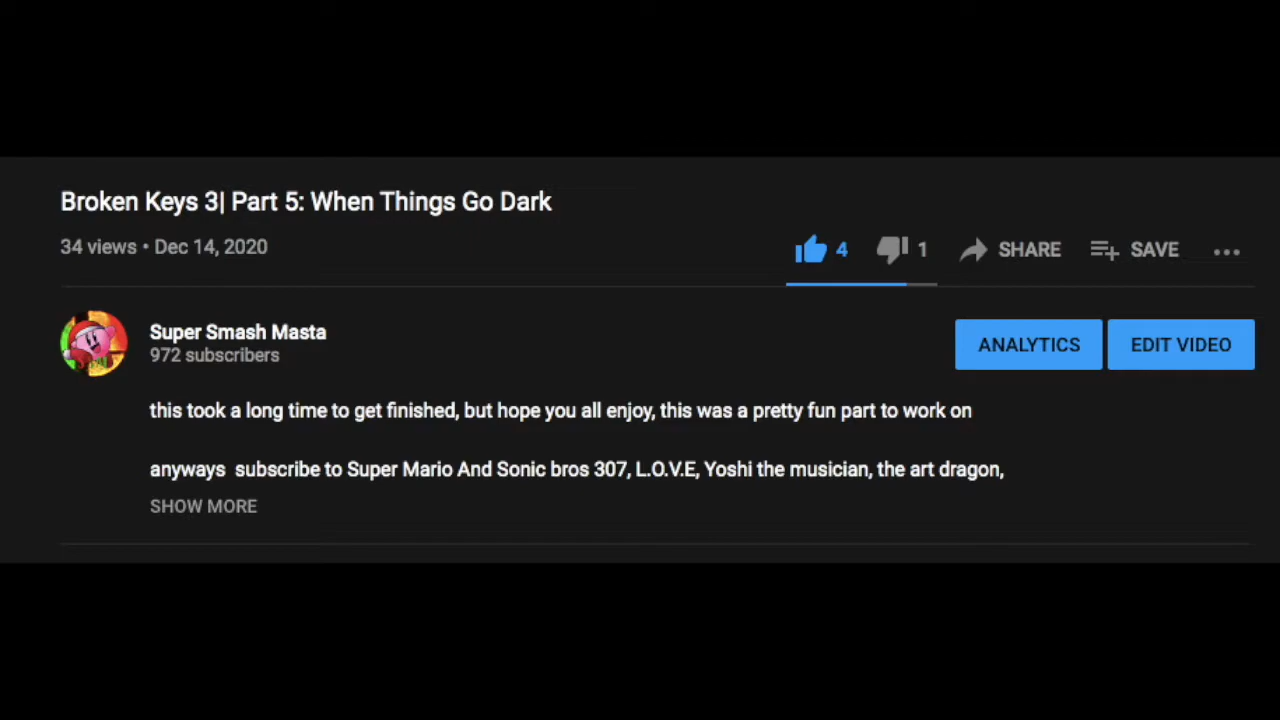 Broken Keys 3| Part 5: When Things Go Dark
34 views • Dec 14, 2020
4 1 SHARE SAVE
Super Smash Masta
972 subscribers
ANALYTICS EDIT VIDEO
this took a long time to get finished, but hope you all enjoy, this was a pretty fun part to work on
anyways  subscribe to Super Mario And Sonic bros 307, L.O.V.E, Yoshi the musician, the art dragon,
SHOW MORE